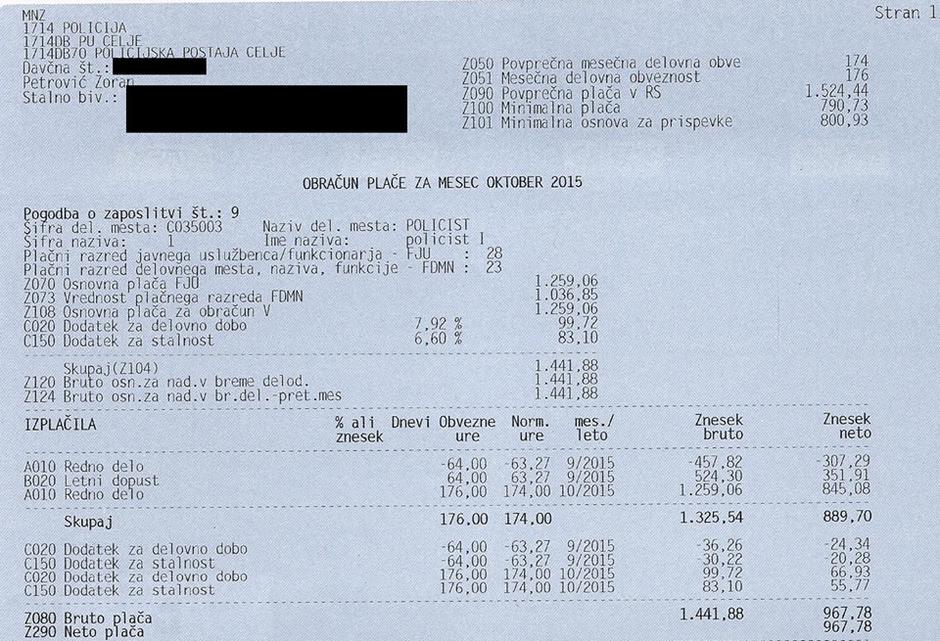 MNZ Stran 1
1714 POLICIJA
1714DB PU CELJE
1714DB70 POLICIJSKA POSTAJA CELJE
Davčna št.: Z050 Povprečna mesečna delovna obve 174
Petrović Zoran Z051 Mesečna delovna obveznost 176
Stalno biv.: Z090 Povprečna plača v RS 1.524,44
Z100 Minimalna plača 790,73
Z101 Minimalna osnova za prispevke 800,93
OBRAČUN PLAČE ZA MESEC OKTOBER 2015
Pogodba o zaposlitvi št.: 9
Šifra del. mesta: C035003 Naziv del. mesta: POLICIST
Šifra naziva: 1 Ime naziva: policist I
Plačni razred javnega uslužbenca/funkcionarja - FJU : 28
Plačni razred delovnega mesta, naziva, funkcije - FDMN : 23
Z070 Osnovna plača FJU 1.259,06
Z073 Vrednost plačnega razreda FDMN 1.036,85
Z108 Osnovna plača za obračun V 1.259,06
C020 Dodatek za delovno dobo 7,92 % 99,72
C150 Dodatek za stalnost 6,60 % 83,10
Skupaj(Z104) 1.441,88
Z120 Bruto osn.za nad.v breme delod. 1.441,88
Z124 Bruto osn.za nad.v br.del.-pret.mes 1.441,88
IZPLAČILA % ali Dnevi Obvezne Norm. mes./ Znesek Znesek
znesek ure ure leto bruto neto
A010 Redno delo -64,00 -63,27 9/2015 -457,82 -307,29
B020 Letni dopust 64,00 63,27 9/2015 524,30 351,91
A010 Redno delo 176,00 174,00 10/2015 1.259,06 845,08
Skupaj 176,00 174,00 1.325,54 889,70
C020 Dodatek za delovno dobo -64,00 -63,27 9/2015 -36,26 -24,34
C150 Dodatek za stalnost -64,00 -63,27 9/2015 -30,22 -20,28
C020 Dodatek za delovno dobo 176,00 174,00 10/2015 99,72 66,93
C150 Dodatek za stalnost 176,00 174,00 10/2015 83,10 55,77
Z080 Bruto plača 1.441,88 967,78
Z290 Neto plača 967,78